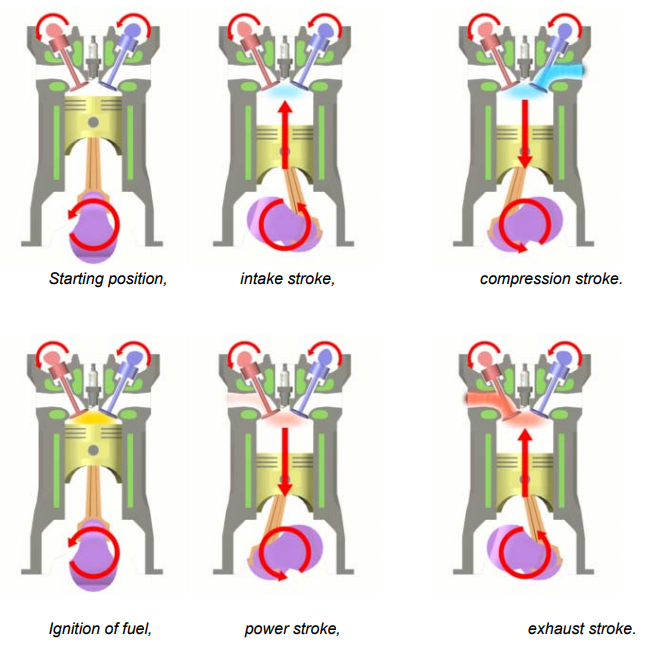 Starting position, intake stroke, compression stroke.
Ignition of fuel, power stroke, exhaust stroke.